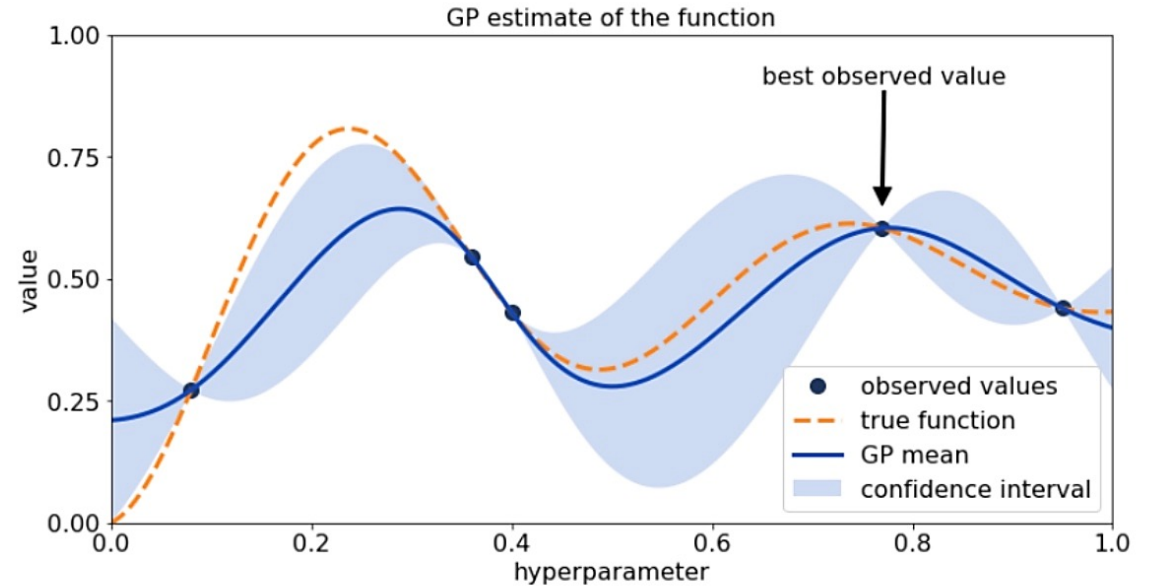 GP estimate of the function
1.00
0.75
0.50
0.25
0.00
value
best observed value
observed values
true function
GP mean
confidence interval
0.0 0.2 0.4 0.6 0.8 1.0
hyperparameter